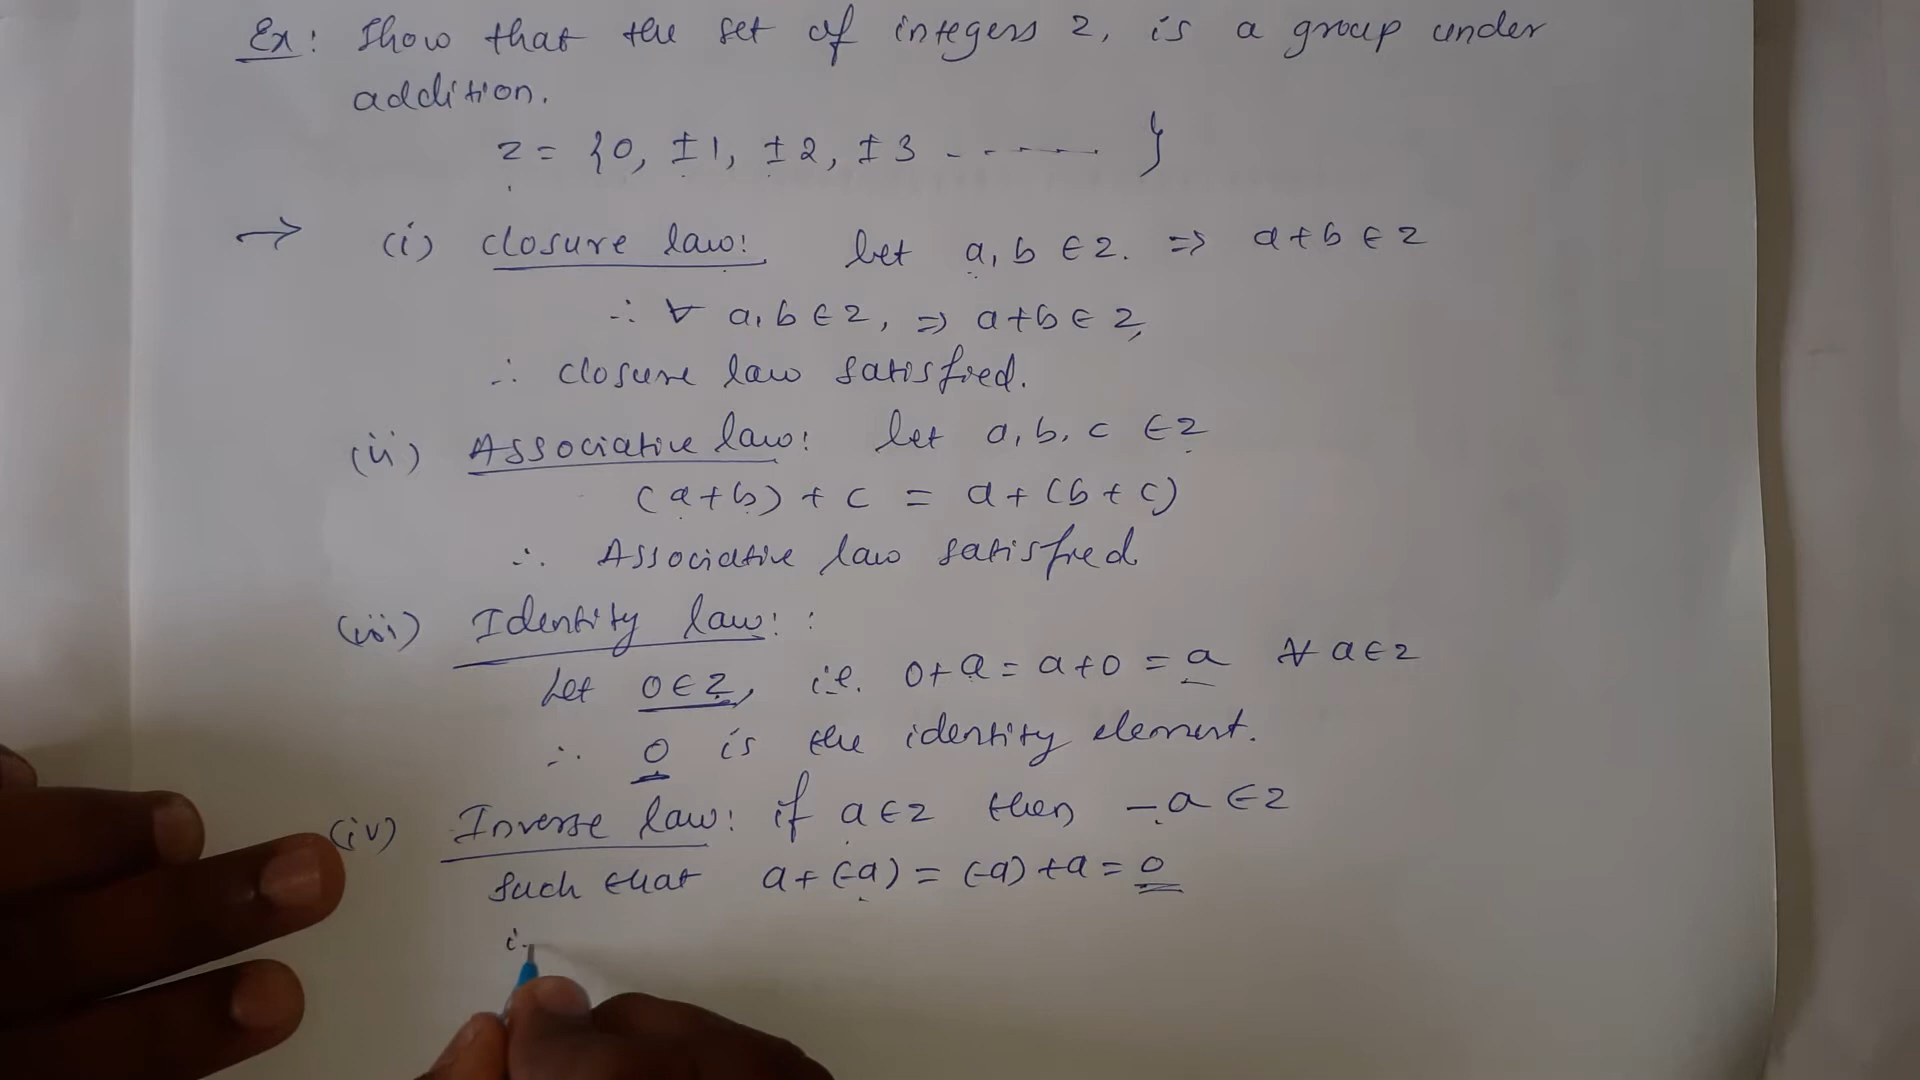 Ex: Show that the set of integers z, is a group under
addition.
z = {0, ±1, ±2, ±3 - - - - - - }
→ (i) closure law: let a, b ∈ z. ⇒ a+b ∈ z
∴ ∀ a, b ∈ z, ⇒ a+b ∈ z,
∴ closure law satisfied.
(ii) Associative law: let a, b, c ∈ z
(a+b) + c = a + (b + c)
∴ Associative law satisfied
(iii) Identity law: :
Let 0 ∈ z, i.e. 0+a = a+0 = a ∀ a ∈ z
∴ 0 is the identity element.
(iv) Inverse law: if a ∈ z then -a ∈ z
such that a + (-a) = (-a) + a = 0
i.